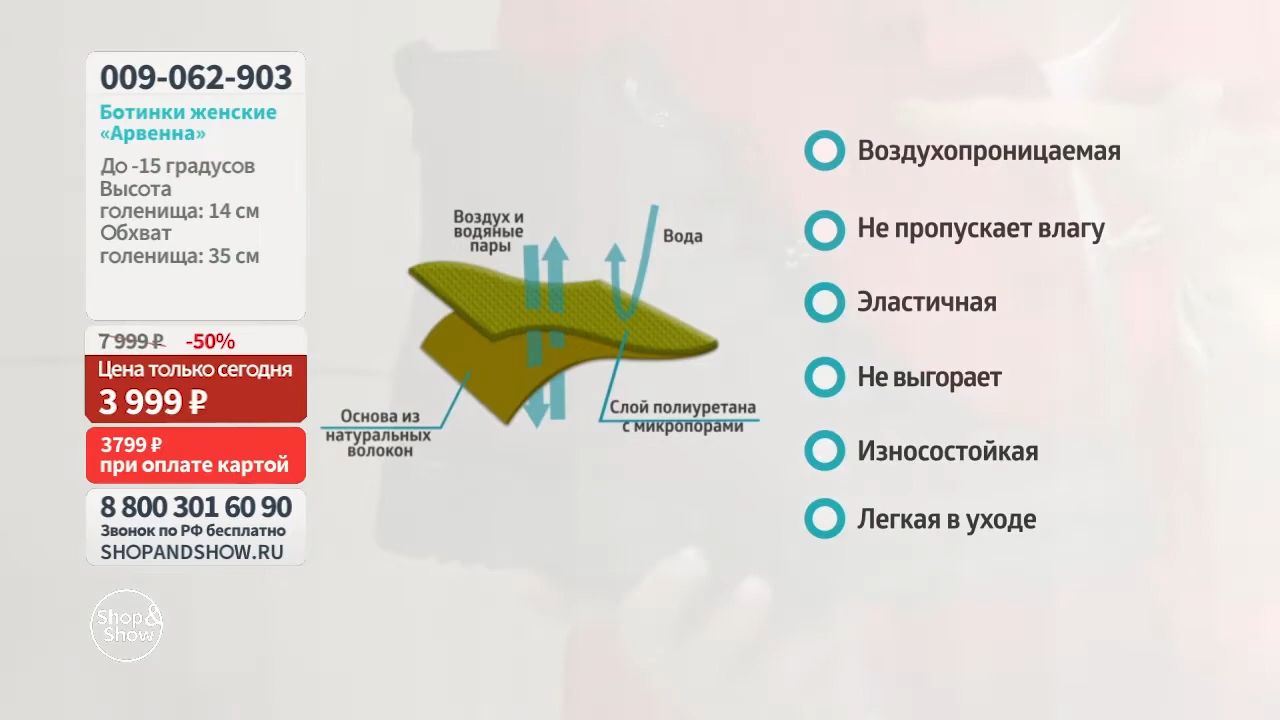 009-062-903
Ботинки женские
«Арвенна»
До -15 градусов
Высота
голенища: 14 см
Обхват
голенища: 35 см
7 999 ₽ -50%
Цена только сегодня
3 999 ₽
3799 ₽
при оплате картой
8 800 301 60 90
Звонок по РФ бесплатно
SHOPANDSHOW.RU
Shop&
Show
Воздух и
водяные
пары
Вода
Основа из
натуральных
волокон
Слой полиуретана
с микропорами
Воздухопроницаемая
Не пропускает влагу
Эластичная
Не выгорает
Износостойкая
Легкая в уходе